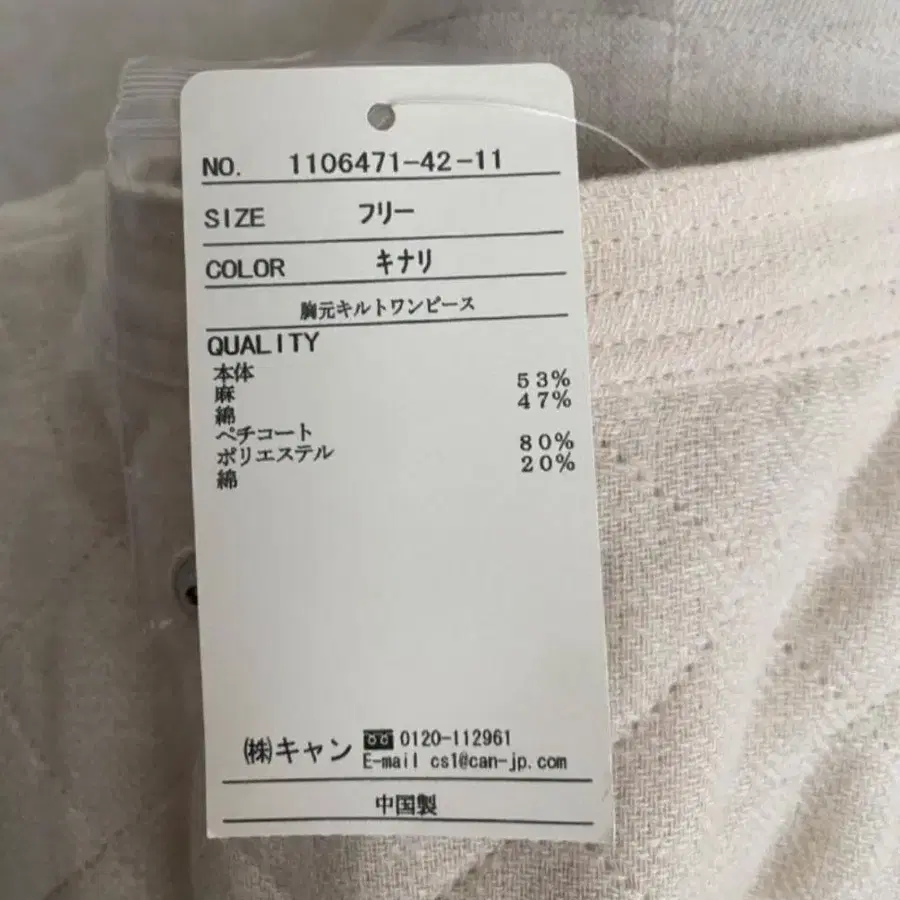 NO. 1106471-42-11
SIZE フリー
COLOR キナリ
胸元キルトワンピース
QUALITY
本体
麻 53%
綿 47%
ペチコート
ポリエステル 80%
綿 20%
㈱キャン 0120-112961
E-mail cs1@can-jp.com
中国製